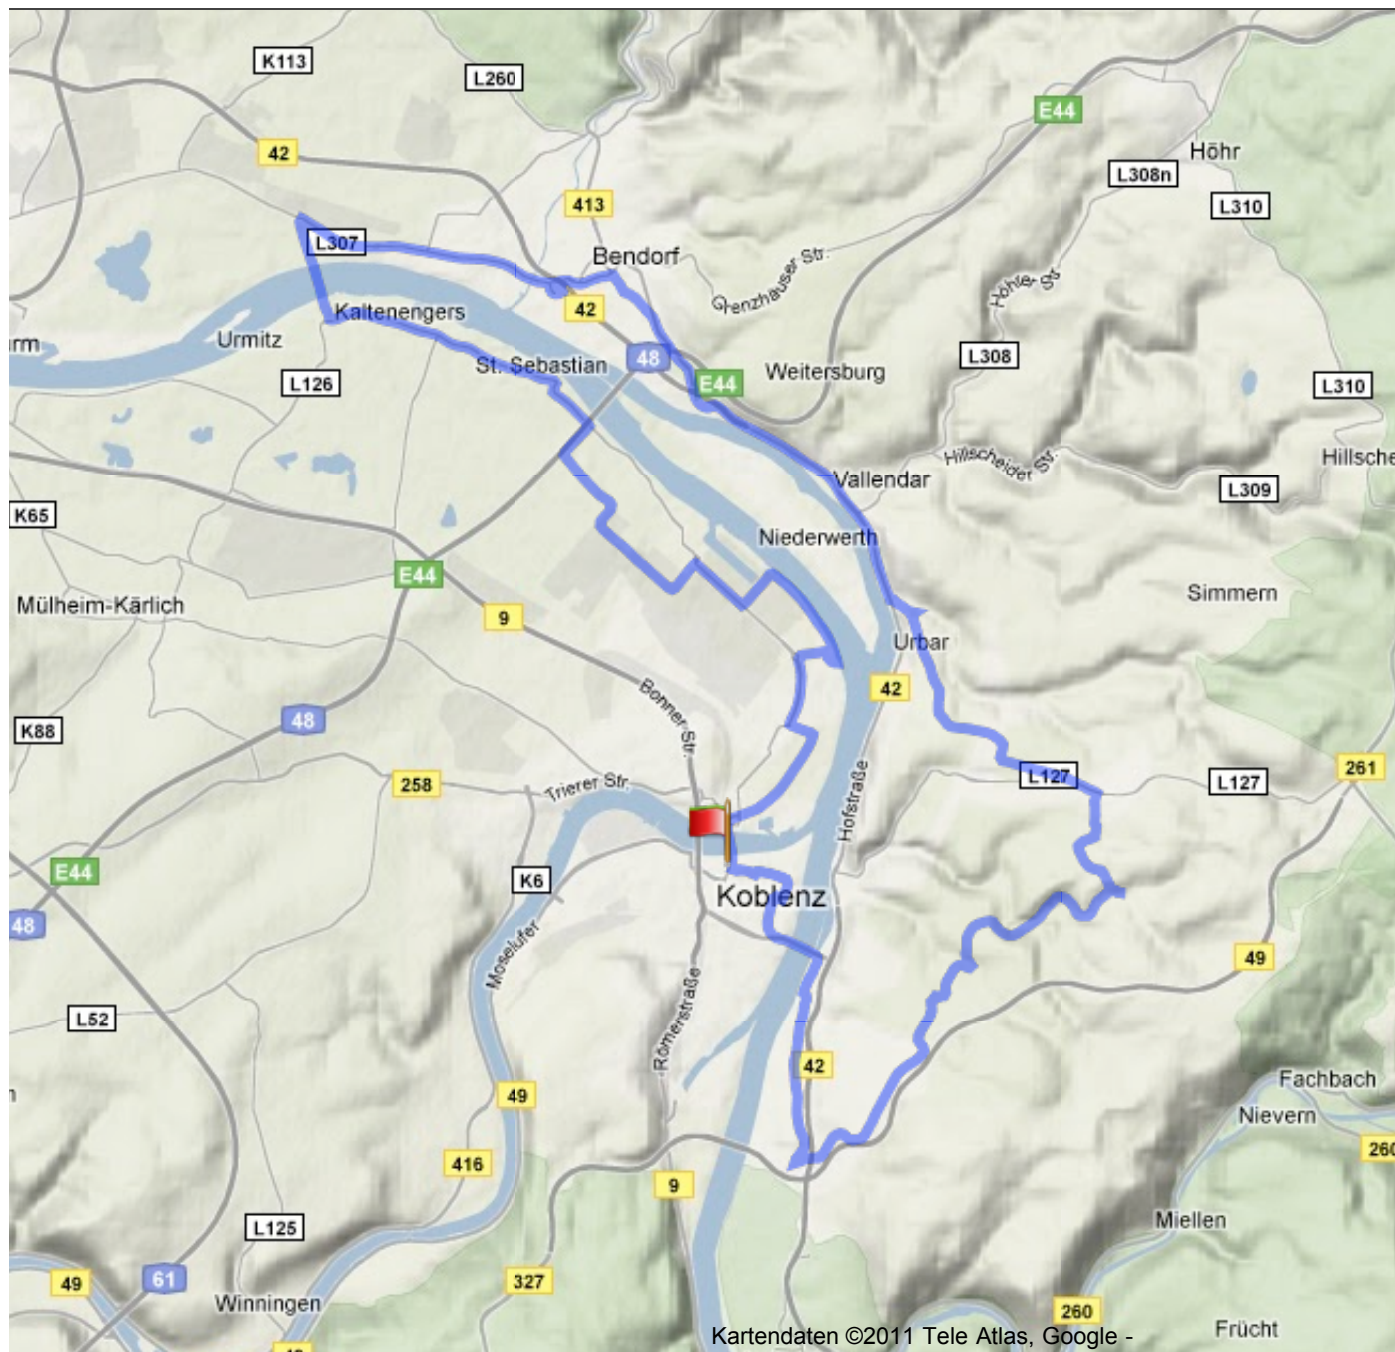 K113
L260
E44
Höhr
42
L308n
413
L310
L307
Bendorf
Grenzhauser Str.
Höhler Str
42
Kaltenengers
Urmitz
48
L308
St. Sebastian
E44
Weitersburg
L126
L310
Hillscheider Str.
Vallendar
L309
K65
Niederwerth
E44
Simmern
Mülheim-Kärlich
9
Urbar
42
Bonner Str.
48
K88
261
L127
L127
258
Trierer Str.
Hofstraße
E44
K6
Koblenz
48
Moselufer
49
L52
Römerstraße
42
Fachbach
49
Nievern
416
9
Miellen
L125
61
49
327
Winningen
260
Frücht
Kartendaten ©2011 Tele Atlas, Google -